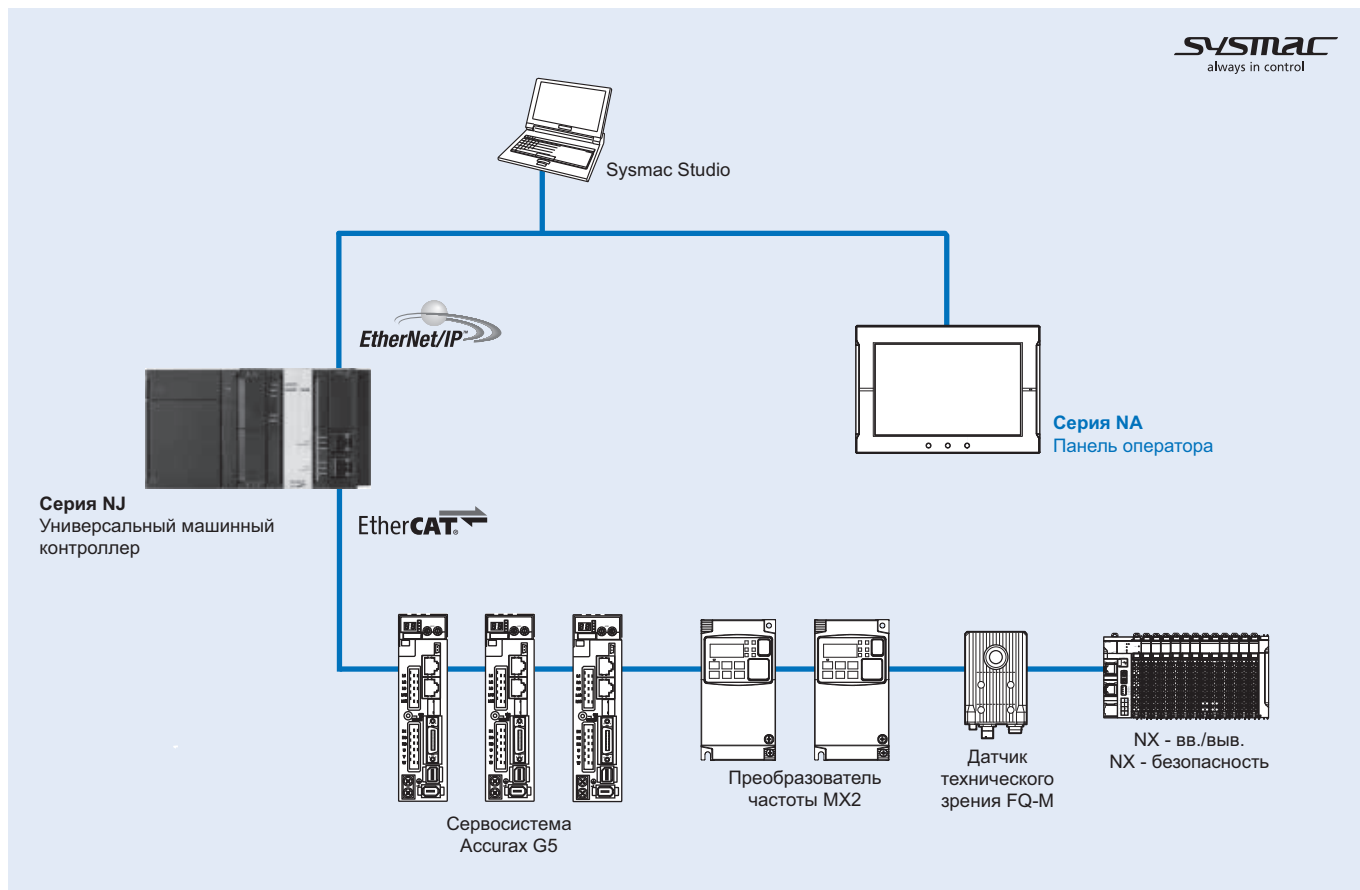 sysmac
always in control
Sysmac Studio
EtherNet/IP™
Серия NA
Панель оператора
Серия NJ
Универсальный машинный
контроллер
EtherCAT®
NX - вв./выв.
NX - безопасность
Датчик
технического
зрения FQ-M
Преобразователь
частоты MX2
Сервосистема
Accurax G5